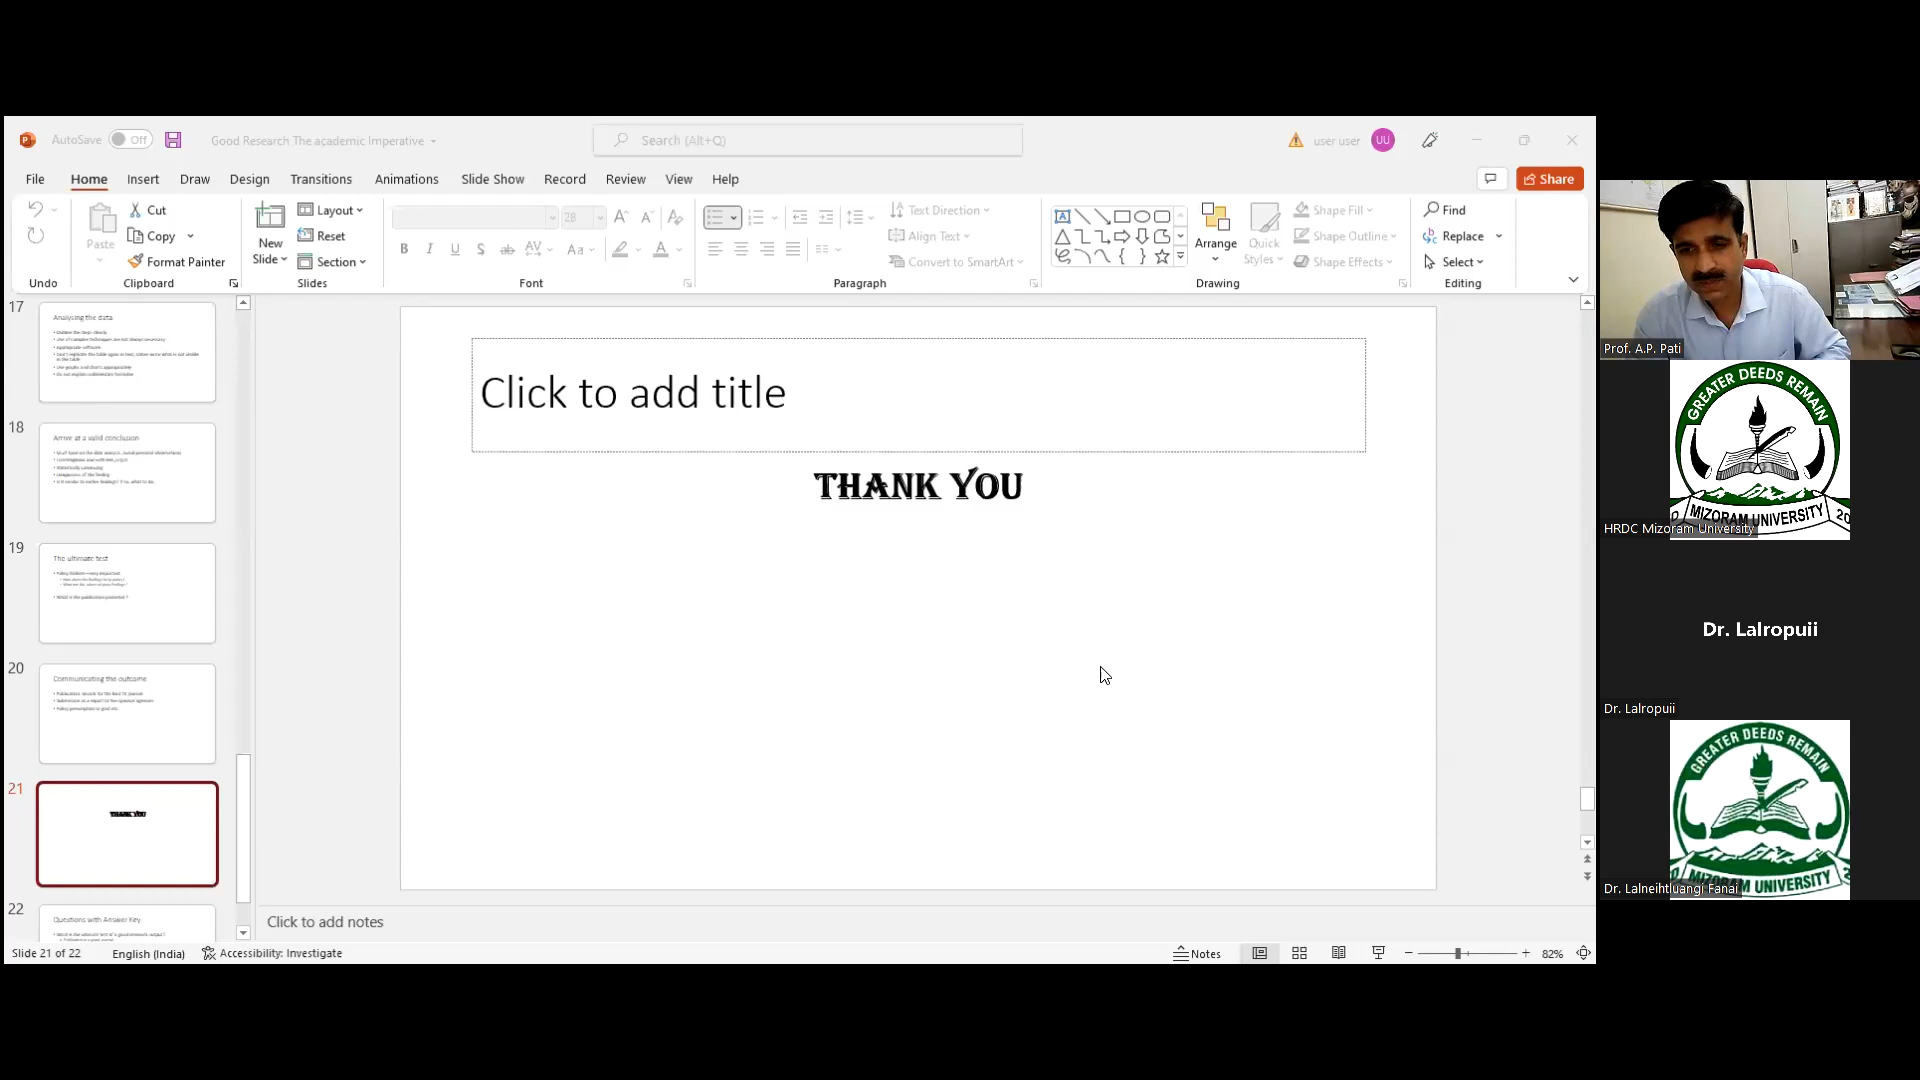 AutoSave Off Good Research The academic Imperative Search (Alt+Q) user user UU
File Home Insert Draw Design Transitions Animations Slide Show Record Review View Help Share
Paste Cut Copy Format Painter
New Slide Layout Reset Section
28
Text Direction
Align Text
Convert to SmartArt
Arrange Quick Styles
Shape Fill
Shape Outline
Shape Effects
Find
Replace
Select
Undo Clipboard Slides Font Paragraph Drawing Editing
17
Analysing the data
18
Arrive at a valid conclusion
19
The ultimate test
20
Communicating the outcome
21
THANK YOU
22
Questions with Answer Key
Click to add title
THANK YOU
Click to add notes
Slide 21 of 22 English (India) Accessibility: Investigate Notes 82%
Prof. A.P. Pati
GREATER DEEDS REMAIN
MIZORAM UNIVERSITY
HRDC Mizoram University
Dr. Lalropuii
Dr. Lalropuii
GREATER DEEDS REMAIN
MIZORAM UNIVERSITY
Dr. Lalneihtluangi Fanai